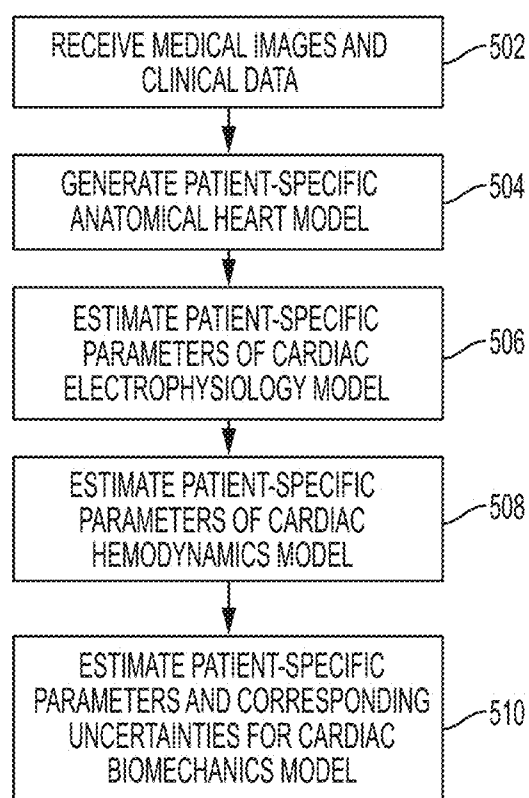 RECEIVE MEDICAL IMAGES AND
CLINICAL DATA
502
GENERATE PATIENT-SPECIFIC
ANATOMICAL HEART MODEL
504
ESTIMATE PATIENT-SPECIFIC
PARAMETERS OF CARDIAC
ELECTROPHYSIOLOGY MODEL
506
ESTIMATE PATIENT-SPECIFIC
PARAMETERS OF CARDIAC
HEMODYNAMICS MODEL
508
ESTIMATE PATIENT-SPECIFIC
PARAMETERS AND CORRESPONDING
UNCERTAINTIES FOR CARDIAC
BIOMECHANICS MODEL
510